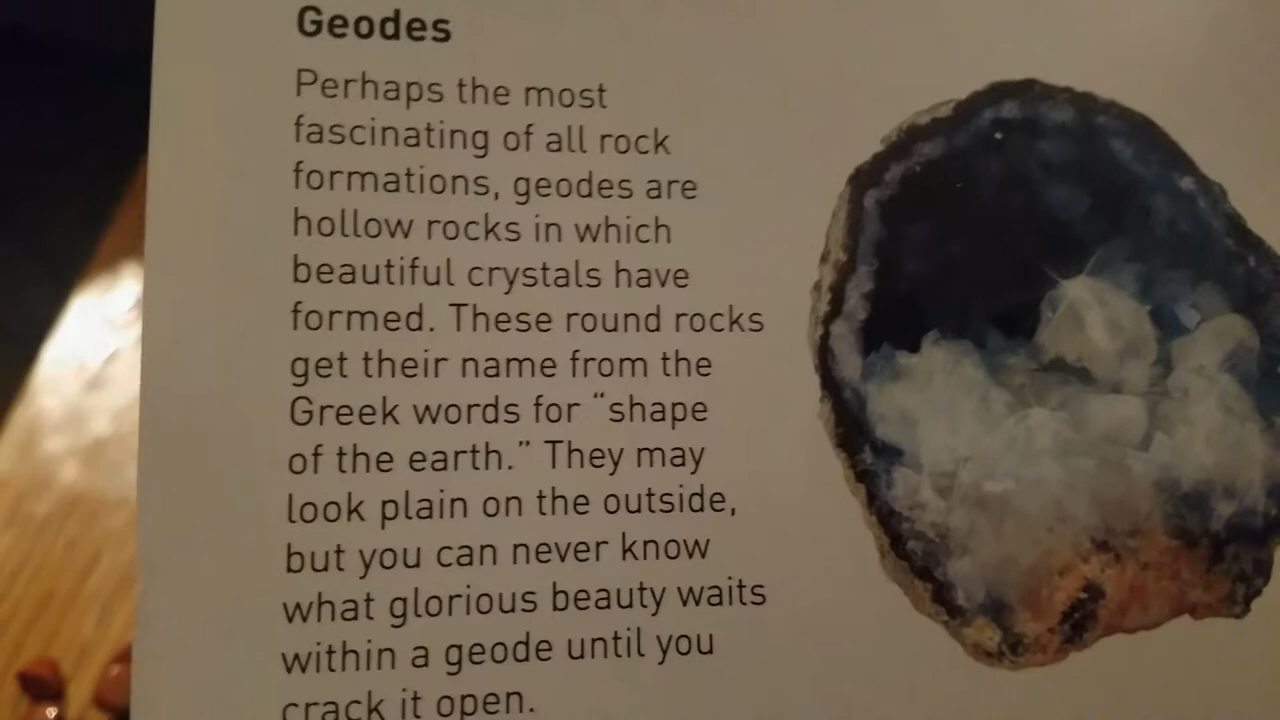 Geodes
Perhaps the most
fascinating of all rock
formations, geodes are
hollow rocks in which
beautiful crystals have
formed. These round rocks
get their name from the
Greek words for “shape
of the earth.” They may
look plain on the outside,
but you can never know
what glorious beauty waits
within a geode until you
crack it open.